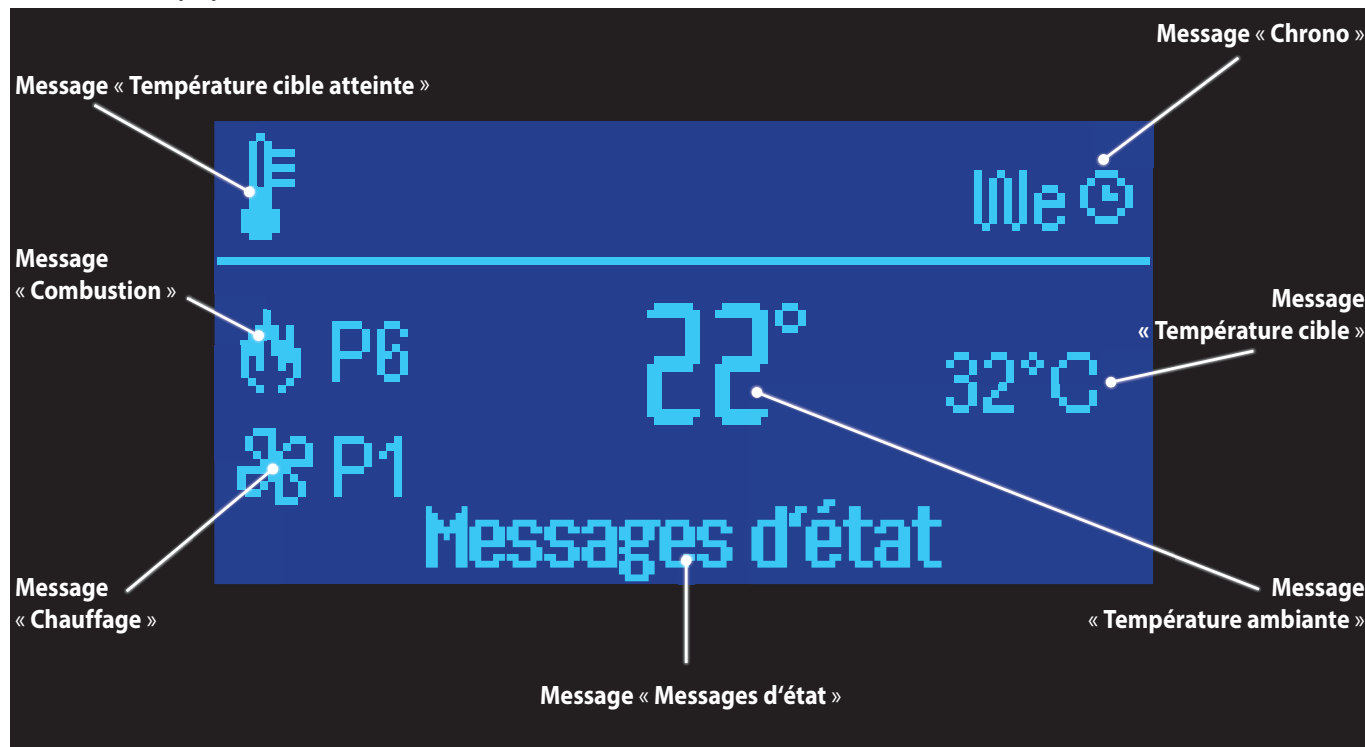 Message « Chrono »
Message « Température cible atteinte »
We
Message
« Combustion »
Message
« Température cible »
P6
22°
32°C
P1
Messages d'état
Message
« Chauffage »
Message
« Température ambiante »
Message « Messages d‘état »